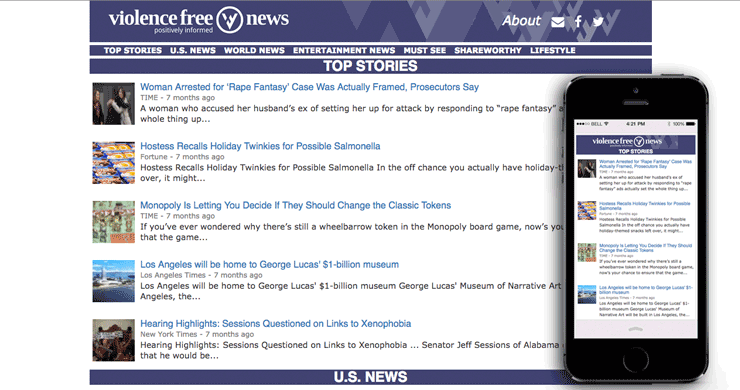 violence free news
positively informed
About
TOP STORIES U.S. NEWS WORLD NEWS ENTERTAINMENT NEWS MUST SEE SHAREWORTHY LIFESTYLE
TOP STORIES
Woman Arrested for ‘Rape Fantasy’ Case Was Actually Framed, Prosecutors Say
TIME - 7 months ago
A woman who accused her husband's ex of setting her up for attack by responding to “rape fantasy” a
whole thing up...
Hostess Recalls Holiday Twinkies for Possible Salmonella
Fortune - 7 months ago
Hostess Recalls Holiday Twinkies for Possible Salmonella In the off chance you actually have holiday-t
over, it might...
Monopoly Is Letting You Decide If They Should Change the Classic Tokens
TIME - 7 months ago
If you've ever wondered why there's still a wheelbarrow token in the Monopoly board game, now's you
that the game...
Los Angeles will be home to George Lucas' $1-billion museum
Los Angeles Times - 7 months ago
Los Angeles will be home to George Lucas' $1-billion museum George Lucas' Museum of Narrative Art
Angeles, the...
Hearing Highlights: Sessions Questioned on Links to Xenophobia
New York Times - 7 months ago
Hearing Highlights: Sessions Questioned on Links to Xenophobia ... Senator Jeff Sessions of Alabama
that he would be...
U.S. NEWS
BELL 4:21 PM 100%
violence free news
TOP STORIES
Woman Arrested for ‘Rape Fantasy’ Case Was Actually Framed,
Prosecutors Say
TIME - 7 months ago
A woman who accused her husband's ex of
setting her up for attack by responding to "rape
fantasy" ads actually set the whole thing up...
Hostess Recalls Holiday Twinkies for Possible
Salmonella
Fortune - 7 months ago
Hostess Recalls Holiday Twinkies for Possible
Salmonella In the off chance you actually have
holiday-themed snacks left over, it might...
Monopoly Is Letting You Decide If They Should
Change the Classic Tokens
TIME - 7 months ago
If you've ever wondered why there's still a
wheelbarrow token in the Monopoly board game,
now's your chance to ensure that the game...
Los Angeles will be home to George Lucas'
$1-billion museum
Los Angeles Times - 7 months ago
Los Angeles will be home to George Lucas'
$1-billion museum George Lucas' Museum of Narrative
Art will be built in Los Angeles, the...